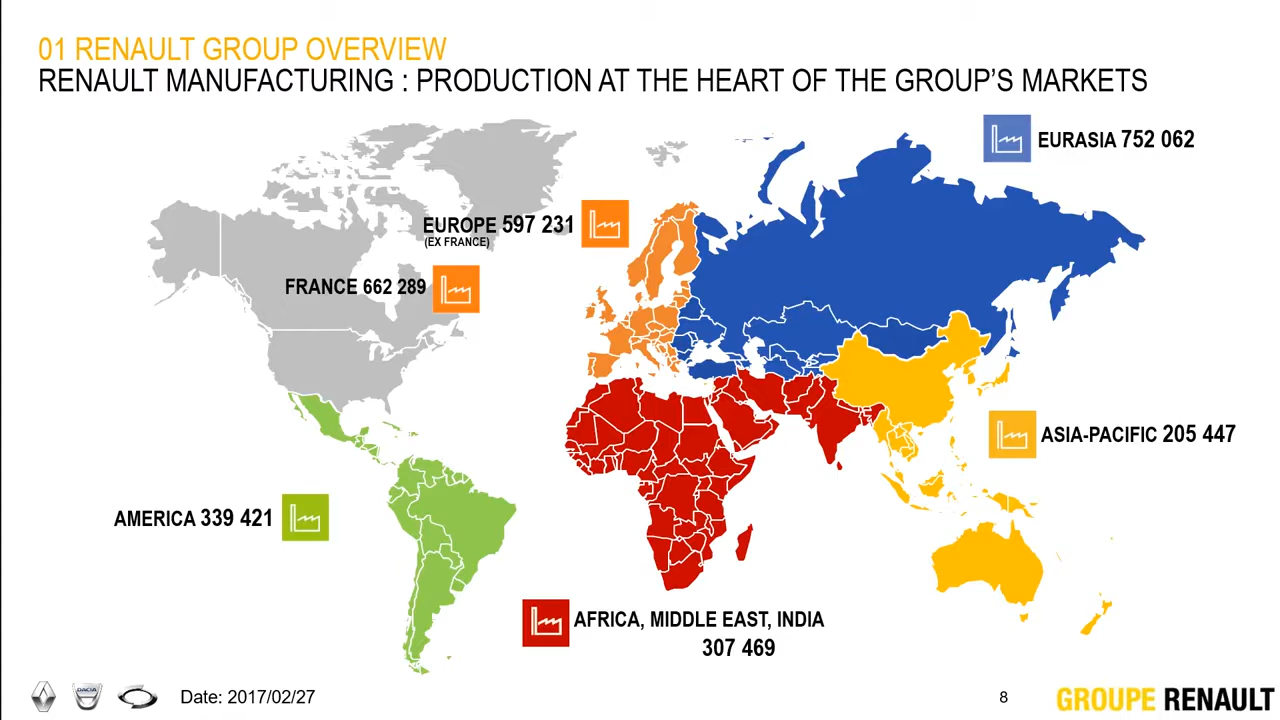 01 RENAULT GROUP OVERVIEW
RENAULT MANUFACTURING : PRODUCTION AT THE HEART OF THE GROUP'S MARKETS
EURASIA 752 062
EUROPE 597 231
(EX FRANCE)
FRANCE 662 289
ASIA-PACIFIC 205 447
AMERICA 339 421
AFRICA, MIDDLE EAST, INDIA
307 469
DACIA
Date: 2017/02/27
8
GROUPE RENAULT